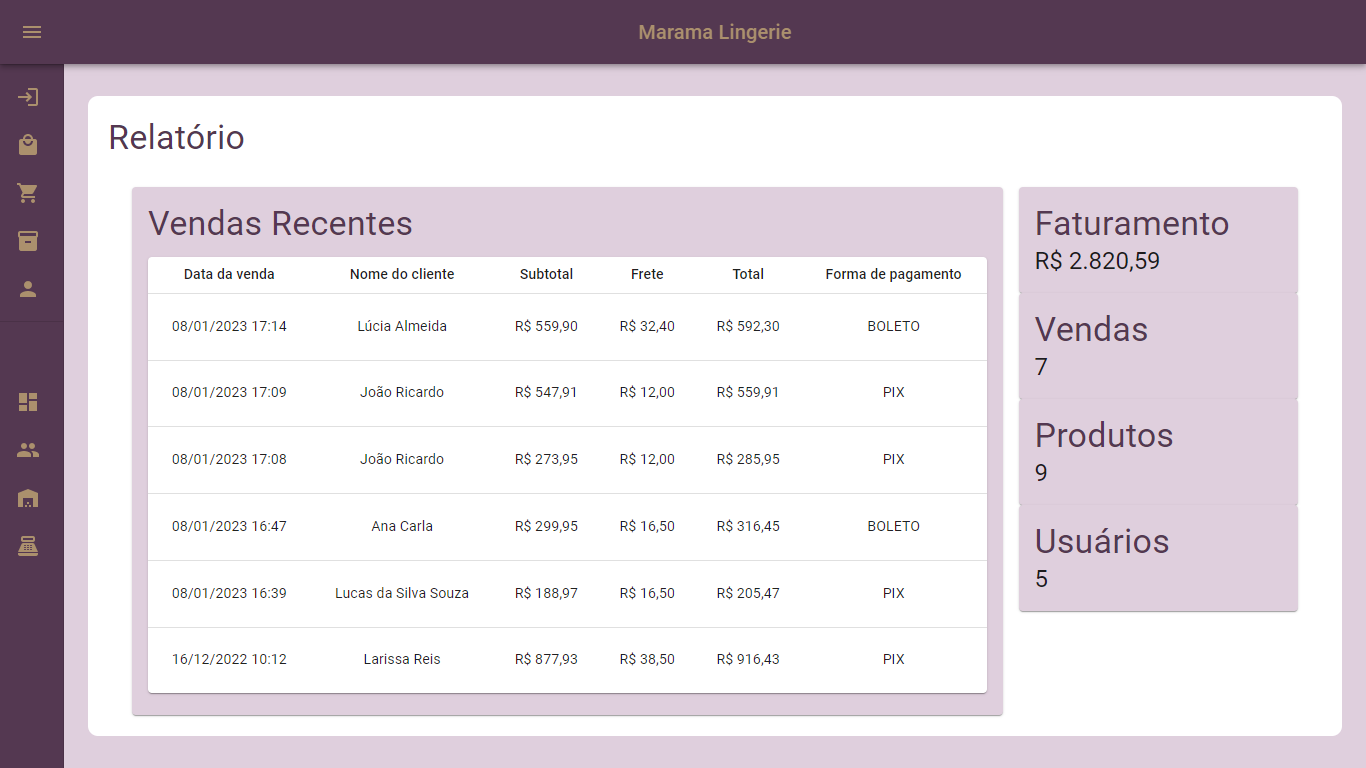 Marama Lingerie
Relatório
Vendas Recentes
Data da venda Nome do cliente Subtotal Frete Total Forma de pagamento
08/01/2023 17:14 Lúcia Almeida R$ 559,90 R$ 32,40 R$ 592,30 BOLETO
08/01/2023 17:09 João Ricardo R$ 547,91 R$ 12,00 R$ 559,91 PIX
08/01/2023 17:08 João Ricardo R$ 273,95 R$ 12,00 R$ 285,95 PIX
08/01/2023 16:47 Ana Carla R$ 299,95 R$ 16,50 R$ 316,45 BOLETO
08/01/2023 16:39 Lucas da Silva Souza R$ 188,97 R$ 16,50 R$ 205,47 PIX
16/12/2022 10:12 Larissa Reis R$ 877,93 R$ 38,50 R$ 916,43 PIX
Faturamento
R$ 2.820,59
Vendas
7
Produtos
9
Usuários
5